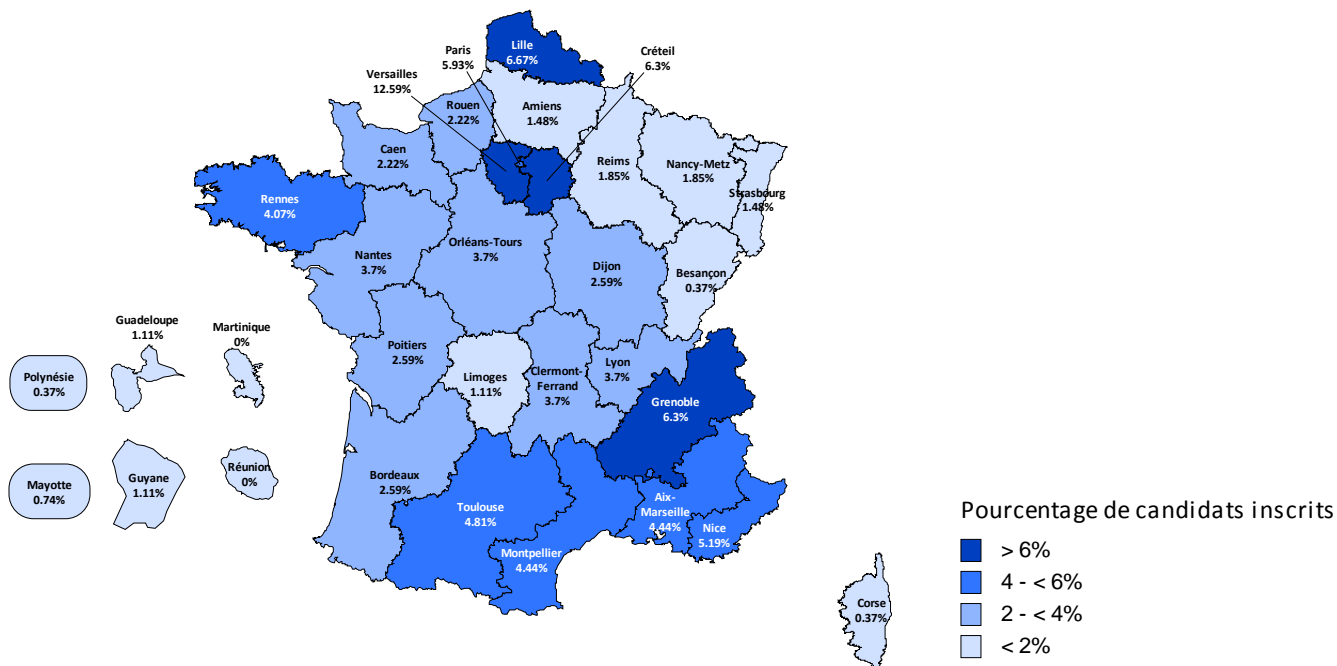 Lille
6.67%
Paris
5.93%
Créteil
6.3%
Versailles
12.59%
Rouen
2.22%
Amiens
1.48%
Caen
2.22%
Reims
1.85%
Nancy-Metz
1.85%
Strasbourg
1.48%
Rennes
4.07%
Nantes
3.7%
Orléans-Tours
3.7%
Dijon
2.59%
Besançon
0.37%
Guadeloupe
1.11%
Martinique
0%
Polynésie
0.37%
Poitiers
2.59%
Limoges
1.11%
Clermont-
Ferrand
3.7%
Lyon
3.7%
Grenoble
6.3%
Mayotte
0.74%
Guyane
1.11%
Réunion
0%
Bordeaux
2.59%
Toulouse
4.81%
Montpellier
4.44%
Aix-
Marseille
4.44%
Nice
5.19%
Corse
0.37%
Pourcentage de candidats inscrits
> 6%
4 - < 6%
2 - < 4%
< 2%